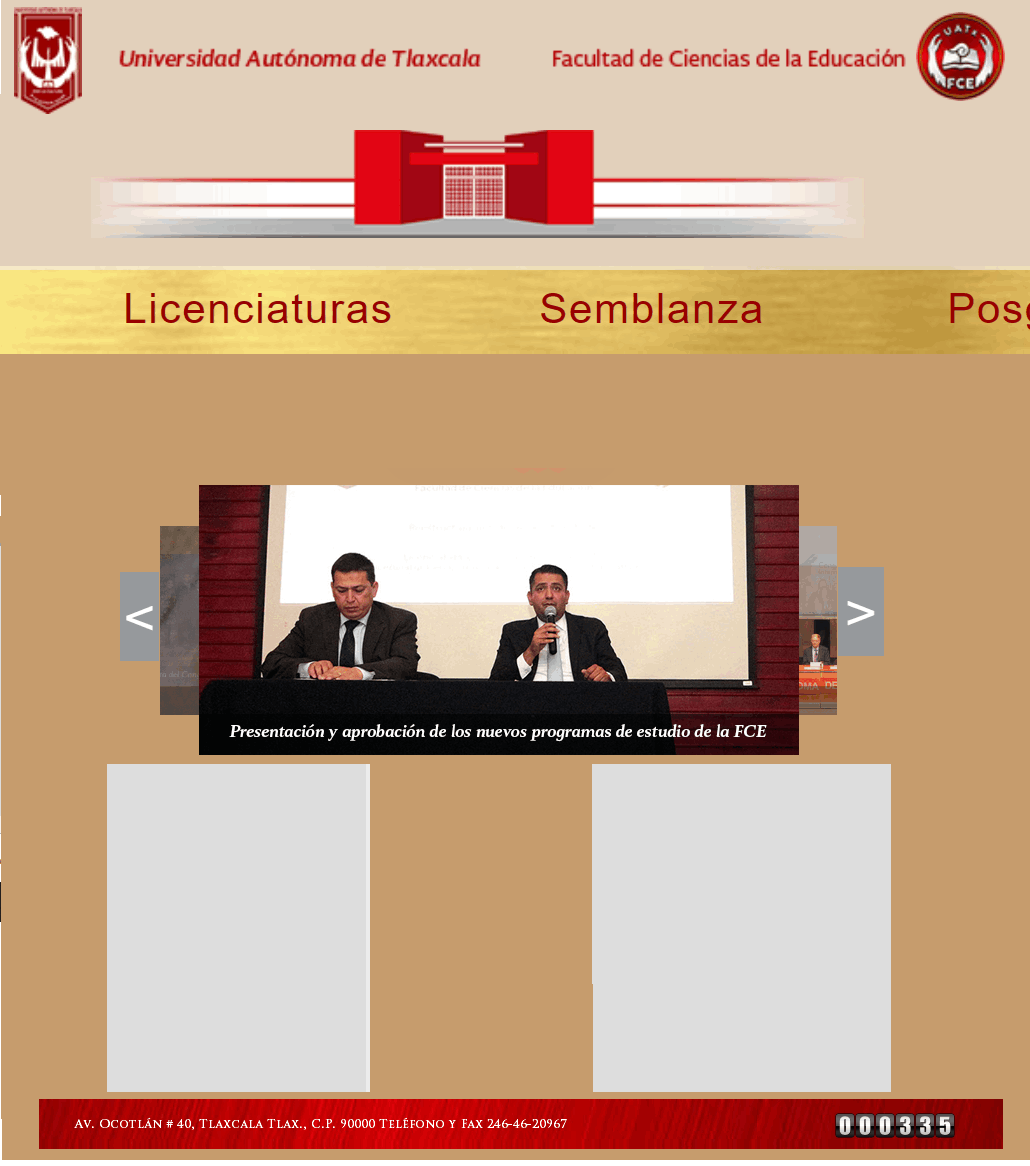 Universidad Autónoma de Tlaxcala
Facultad de Ciencias de la Educación
UATx
FCE
Licenciaturas Semblanza Pos
< >
Presentación y aprobación de los nuevos programas de estudio de la FCE
Av. Ocotlán # 40, Tlaxcala Tlax., C.P. 90000 Teléfono y Fax 246-46-20967
000335